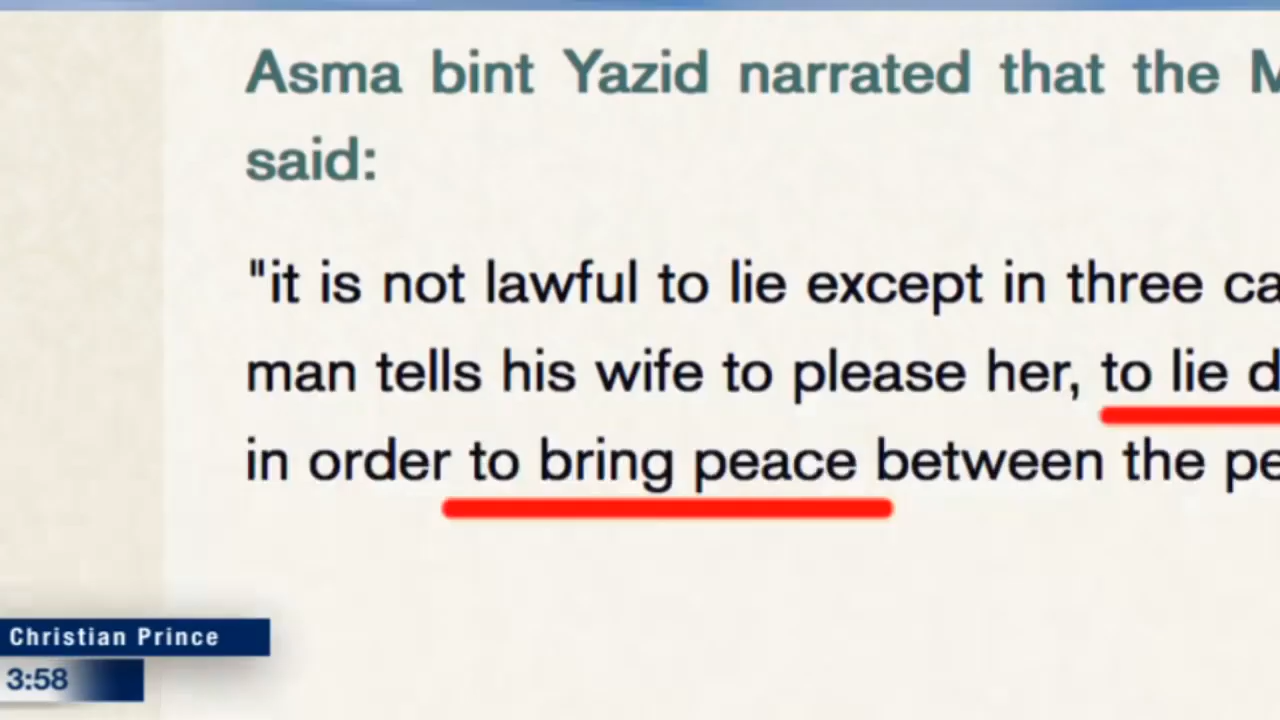 Asma bint Yazid narrated that the
said:
"it is not lawful to lie except in three
man tells his wife to please her, to lie
in order to bring peace between the
Christian Prince
3:58